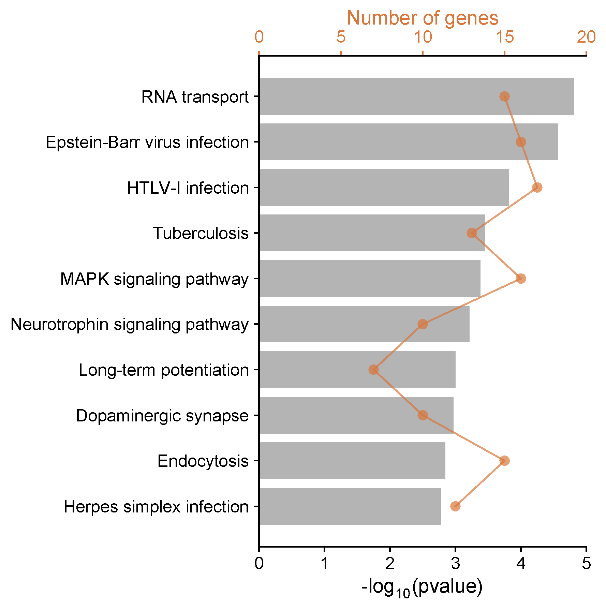 Number of genes
0 5 10 15 20
RNA transport
Epstein-Barr virus infection
HTLV-I infection
Tuberculosis
MAPK signaling pathway
Neurotrophin signaling pathway
Long-term potentiation
Dopaminergic synapse
Endocytosis
Herpes simplex infection
0 1 2 3 4 5
-log₁₀(pvalue)